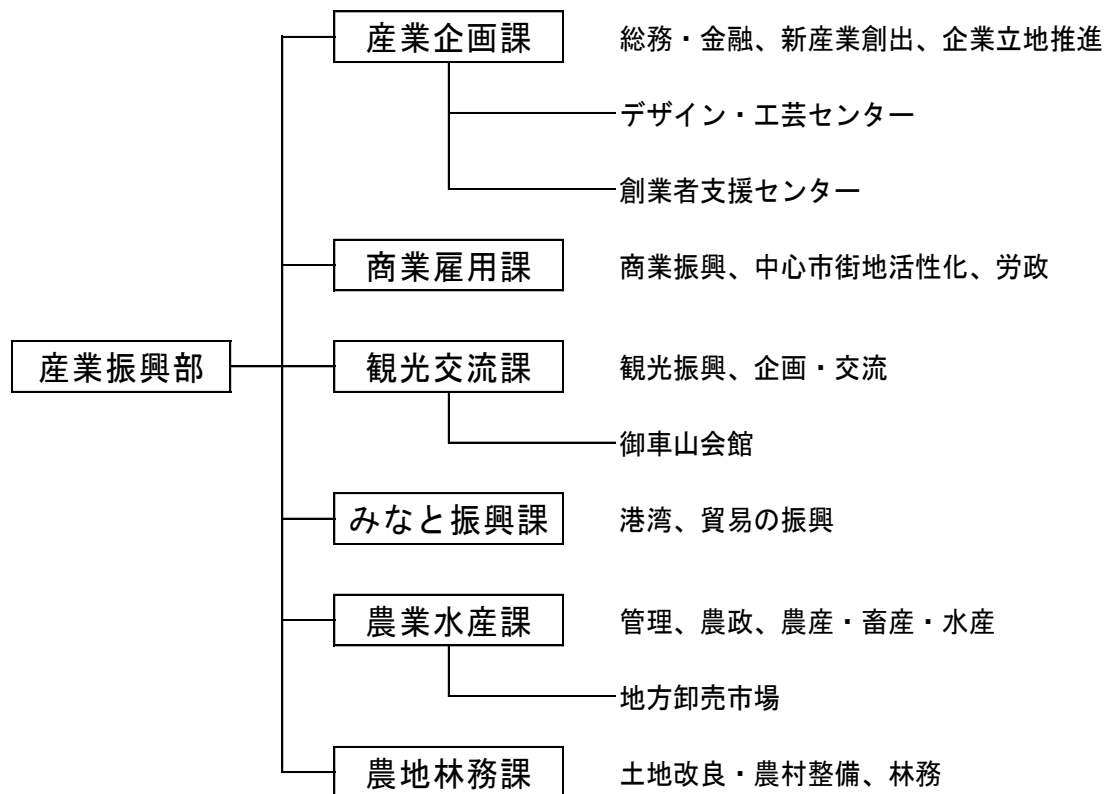 産業企画課 総務・金融、新産業創出、企業立地推進
デザイン・工芸センター
創業者支援センター
商業雇用課 商業振興、中心市街地活性化、労政
産業振興部 観光交流課 観光振興、企画・交流
御車山会館
みなと振興課 港湾、貿易の振興
農業水産課 管理、農政、農産・畜産・水産
地方卸売市場
農地林務課 土地改良・農村整備、林務